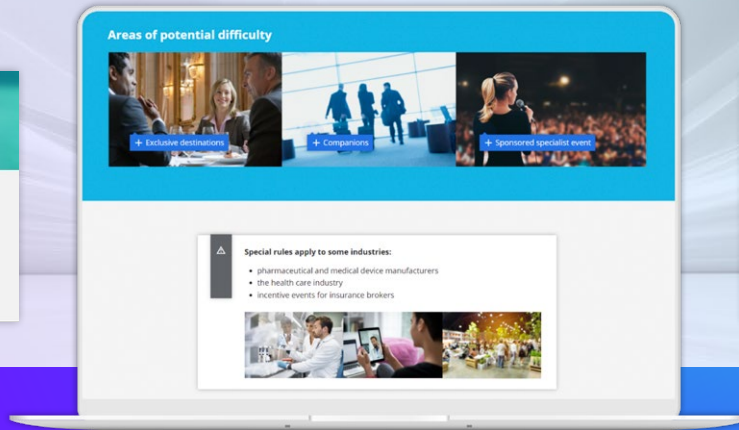 Areas of potential difficulty
+ Exclusive destinations
+ Companions
+ Sponsored specialist event
Special rules apply to some industries:
• pharmaceutical and medical device manufacturers
• the health care industry
• incentive events for insurance brokers